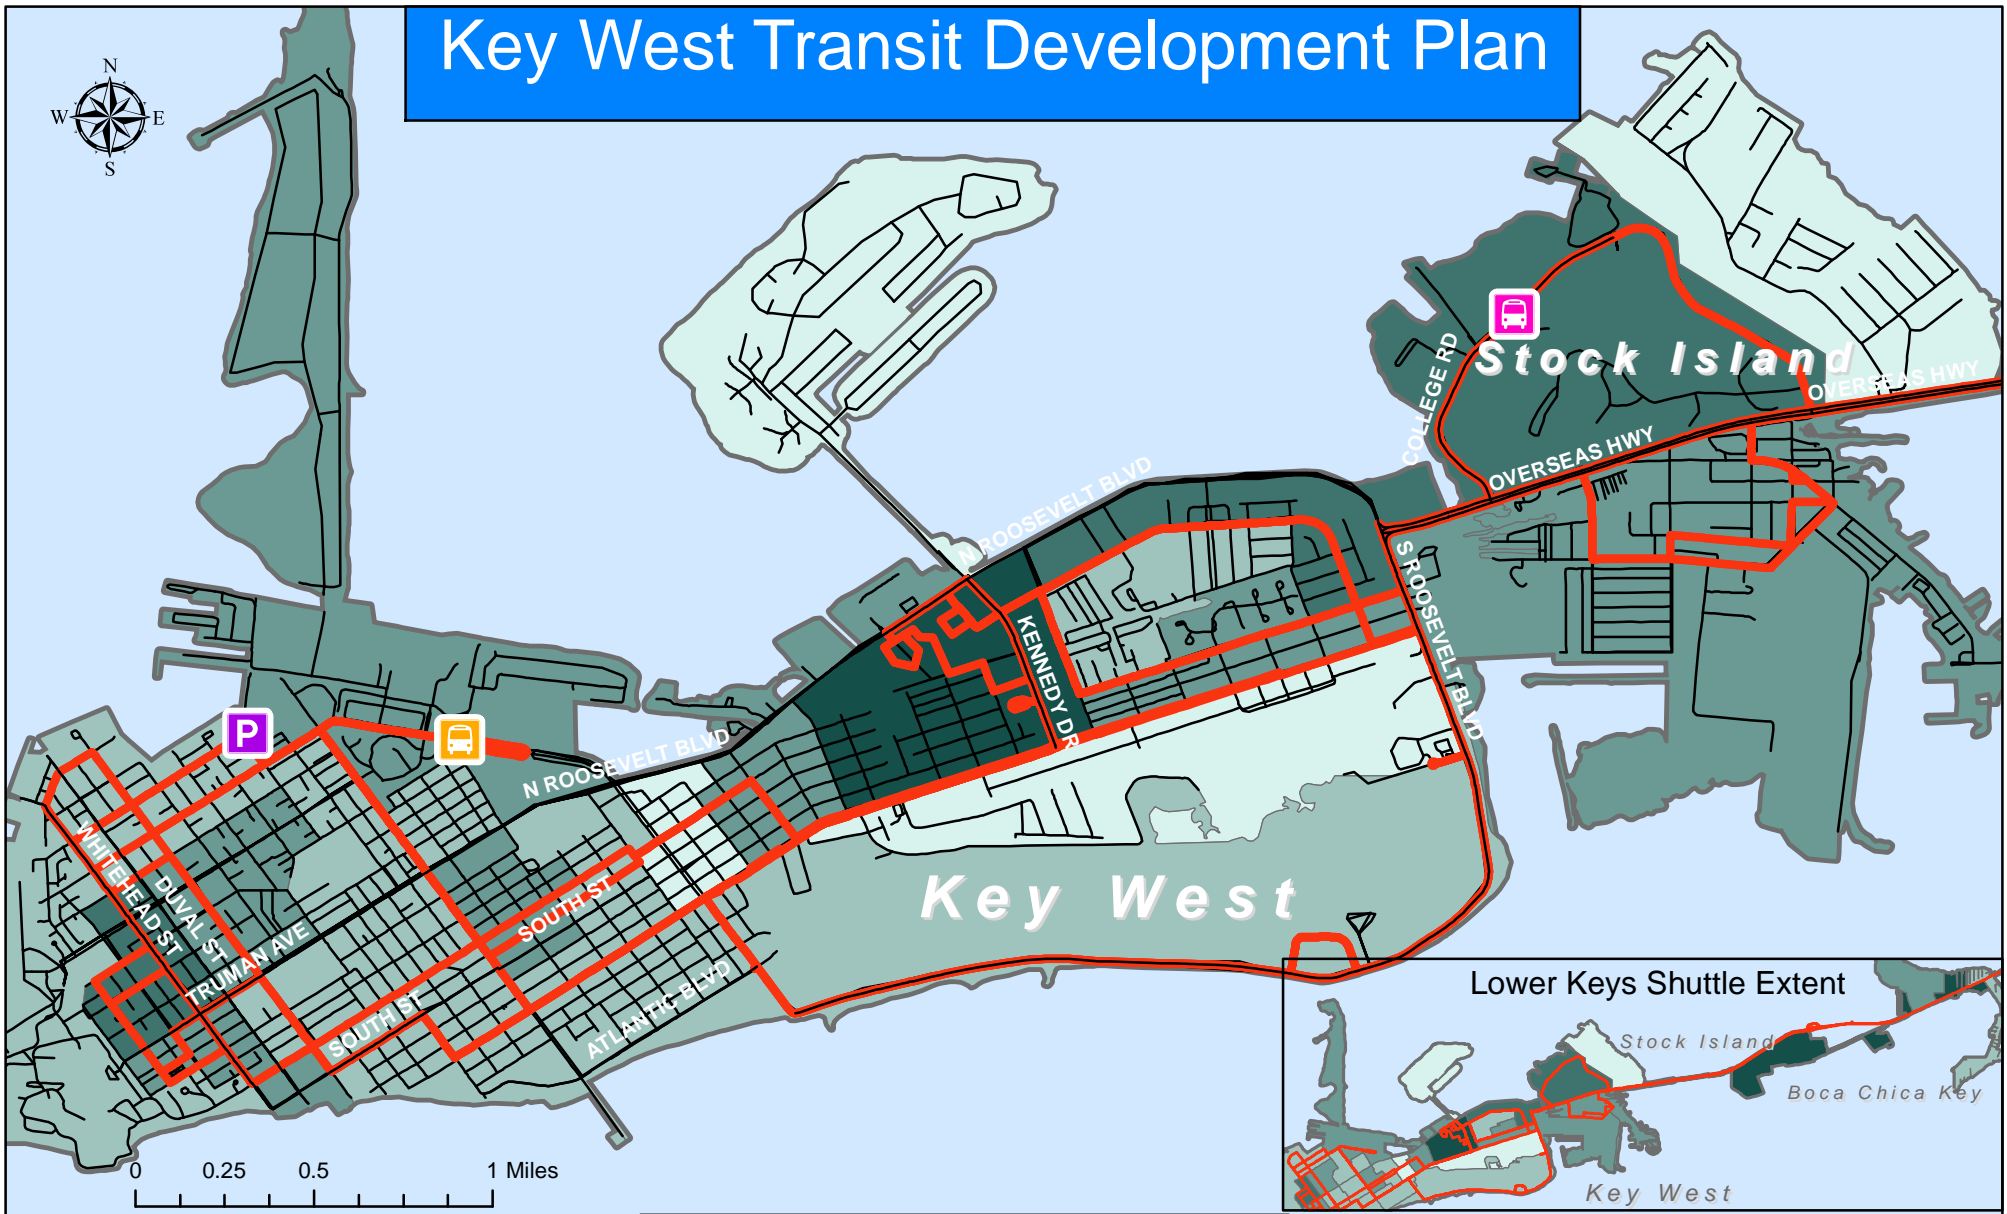 Key West Transit Development Plan
N
W E
S
COLLEGE RD
Stock Island
OVERSEAS HWY
OVERSEAS HWY
N ROOSEVELT BLVD
S ROOSEVELT BLVD
KENNEDY DR
P
N ROOSEVELT BLVD
WHITEHEAD ST
DUVAL ST
TRUMAN AVE
SOUTH ST
SOUTH ST
ATLANTIC BLVD
Key West
Lower Keys Shuttle Extent
Stock Island
Boca Chica Key
Key West
0 0.25 0.5 1 Miles